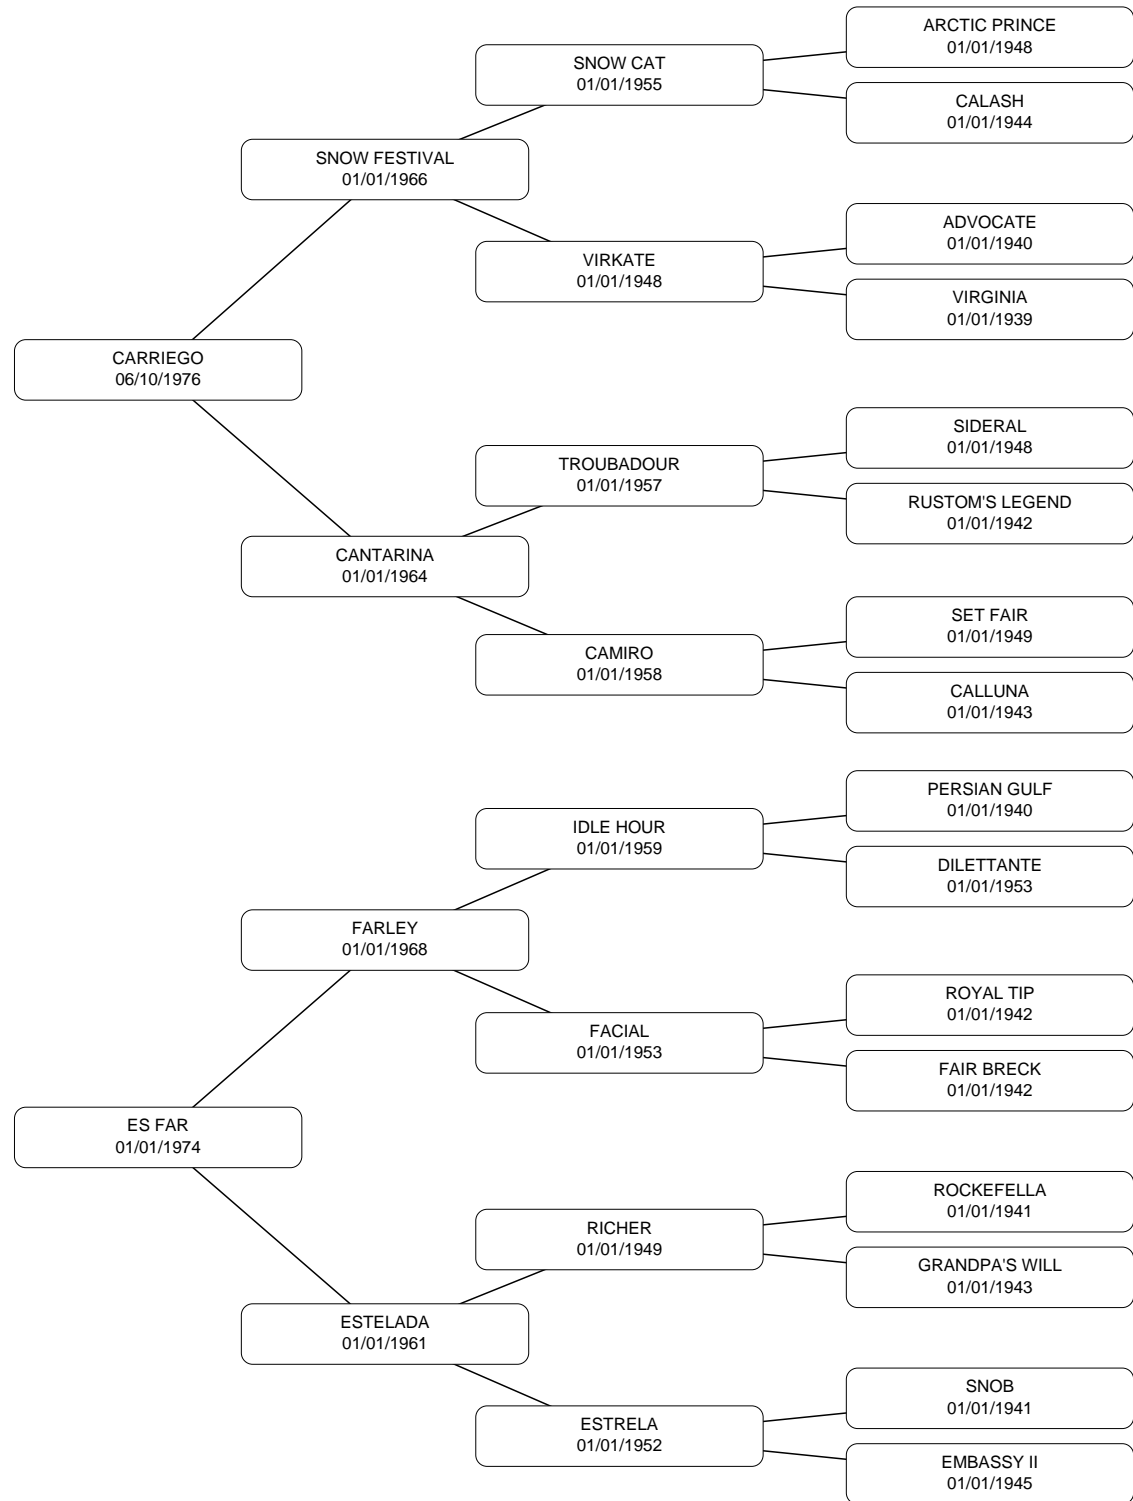 ARCTIC PRINCE
01/01/1948
SNOW CAT
01/01/1955
CALASH
01/01/1944
SNOW FESTIVAL
01/01/1966
ADVOCATE
01/01/1940
VIRKATE
01/01/1948
VIRGINIA
01/01/1939
CARRIEGO
06/10/1976
SIDERAL
01/01/1948
TROUBADOUR
01/01/1957
RUSTOM'S LEGEND
01/01/1942
CANTARINA
01/01/1964
SET FAIR
01/01/1949
CAMIRO
01/01/1958
CALLUNA
01/01/1943
PERSIAN GULF
01/01/1940
IDLE HOUR
01/01/1959
DILETTANTE
01/01/1953
FARLEY
01/01/1968
ROYAL TIP
01/01/1942
FACIAL
01/01/1953
FAIR BRECK
01/01/1942
ES FAR
01/01/1974
ROCKEFELLA
01/01/1941
RICHER
01/01/1949
GRANDPA'S WILL
01/01/1943
ESTELADA
01/01/1961
SNOB
01/01/1941
ESTRELA
01/01/1952
EMBASSY II
01/01/1945